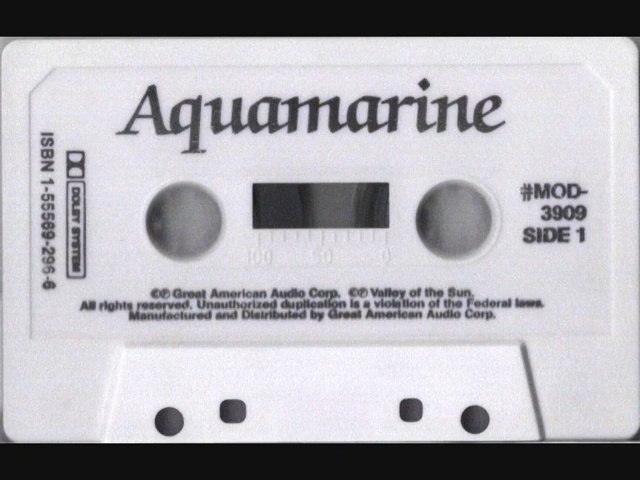 Aquamarine
ISBN 1-55569-296-6
DOLBY SYSTEM
#MOD-
3909
SIDE 1
100 50 0
©℗ Great American Audio Corp. ©℗ Valley of the Sun.
All rights reserved. Unauthorized duplication is a violation of the Federal laws.
Manufactured and Distributed by Great American Audio Corp.